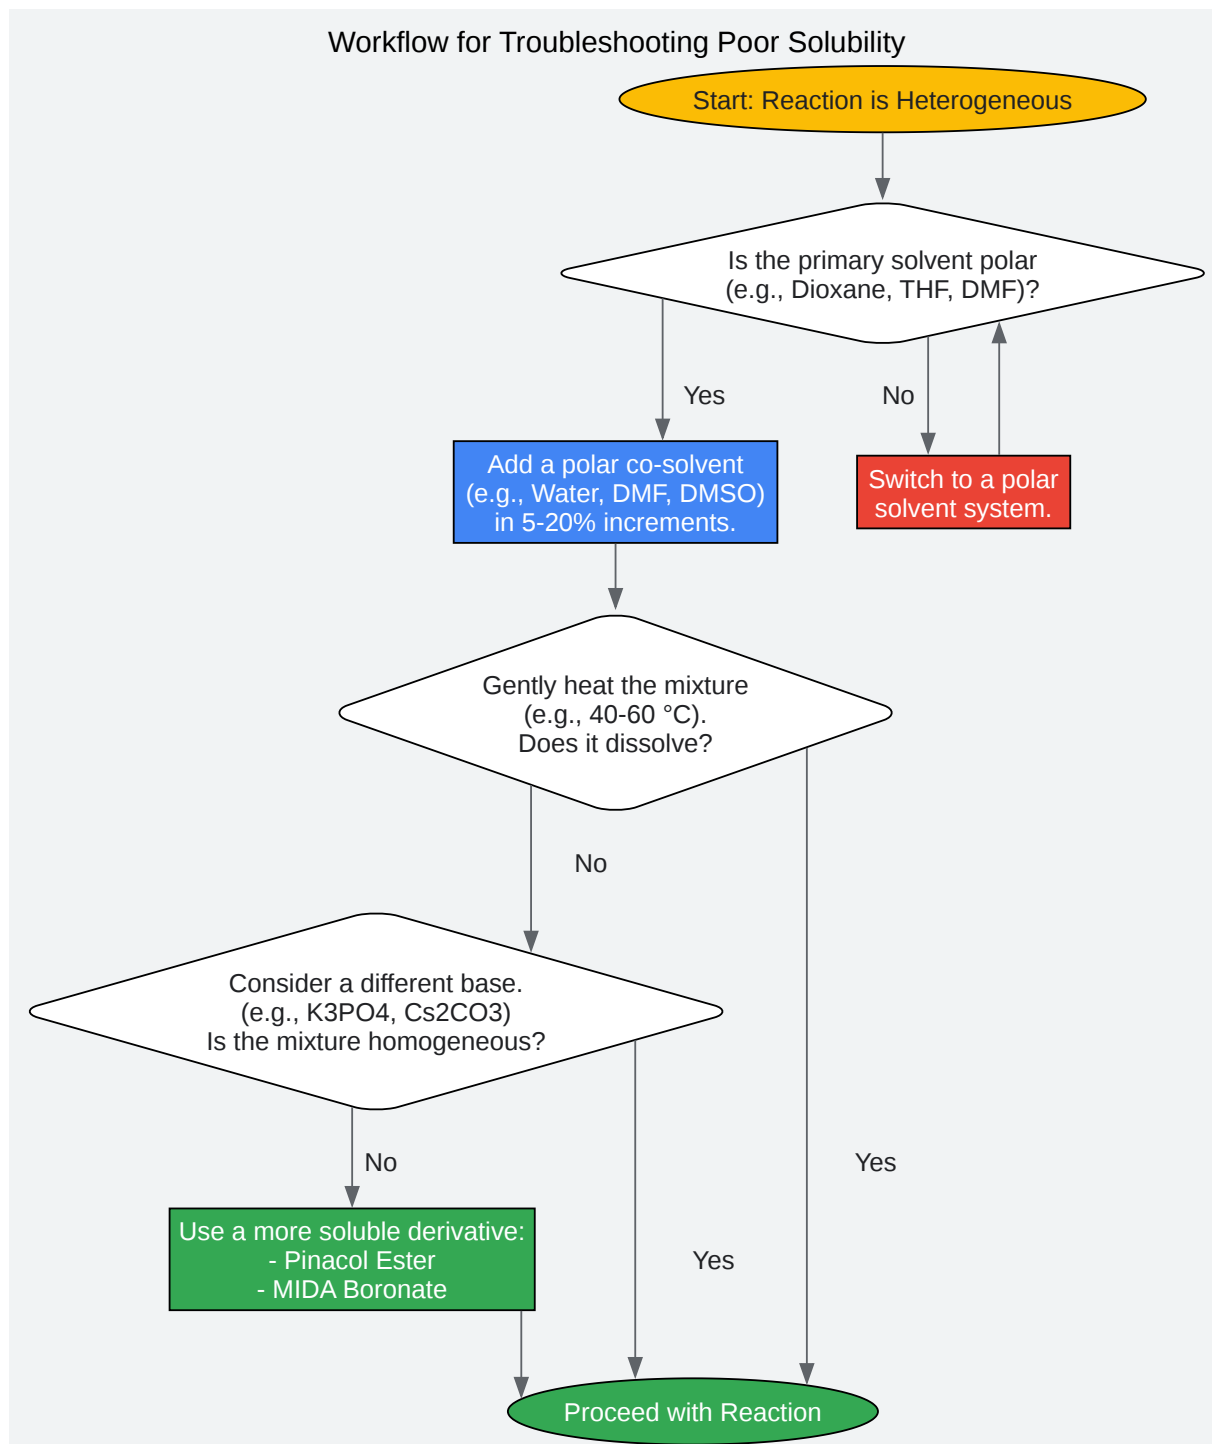 Workflow for Troubleshooting Poor Solubility
Start: Reaction is Heterogeneous
Is the primary solvent polar
(e.g., Dioxane, THF, DMF)?
Yes
No
Add a polar co-solvent
(e.g., Water, DMF, DMSO)
in 5-20% increments.
Switch to a polar
solvent system.
Gently heat the mixture
(e.g., 40-60 °C).
Does it dissolve?
No
Consider a different base.
(e.g., K3PO4, Cs2CO3)
Is the mixture homogeneous?
No
Yes
Use a more soluble derivative:
- Pinacol Ester
- MIDA Boronate
Yes
Proceed with Reaction